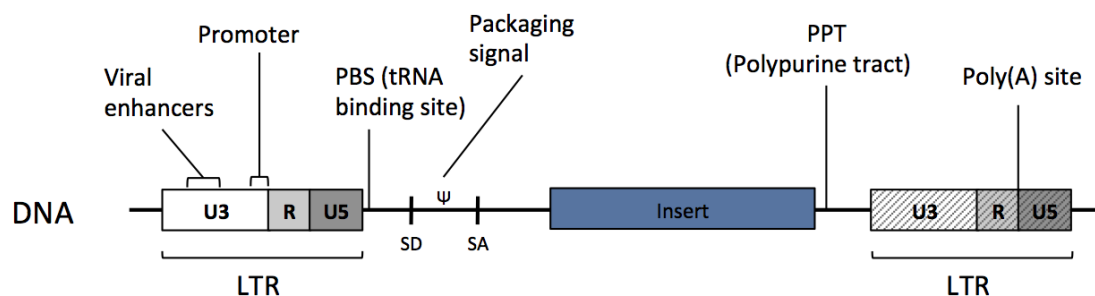 Promoter
Packaging
signal
PPT
(Polypurine tract)
Viral
enhancers
PBS (tRNA
binding site)
Poly(A) site
DNA
U3
R
U5
Ψ
Insert
U3
R
U5
SD
SA
LTR
LTR